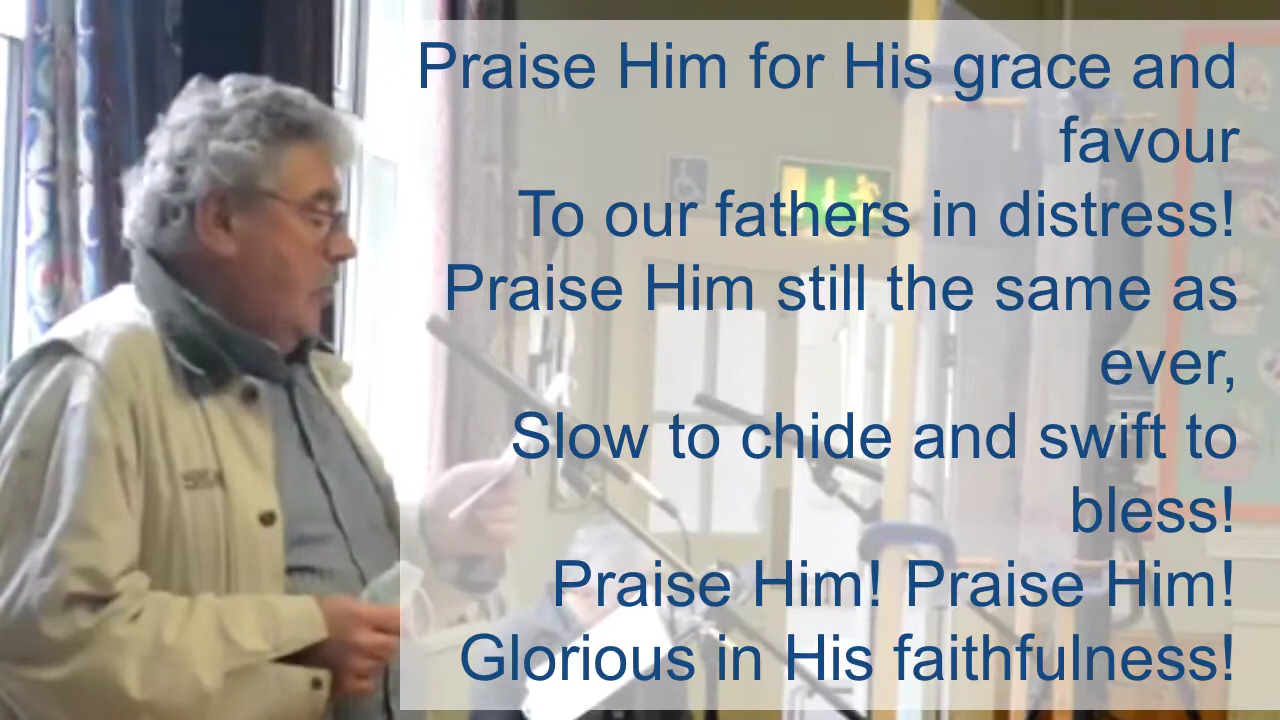 Praise Him for His grace and
favour
To our fathers in distress!
Praise Him still the same as
ever,
Slow to chide and swift to
bless!
Praise Him! Praise Him!
Glorious in His faithfulness!